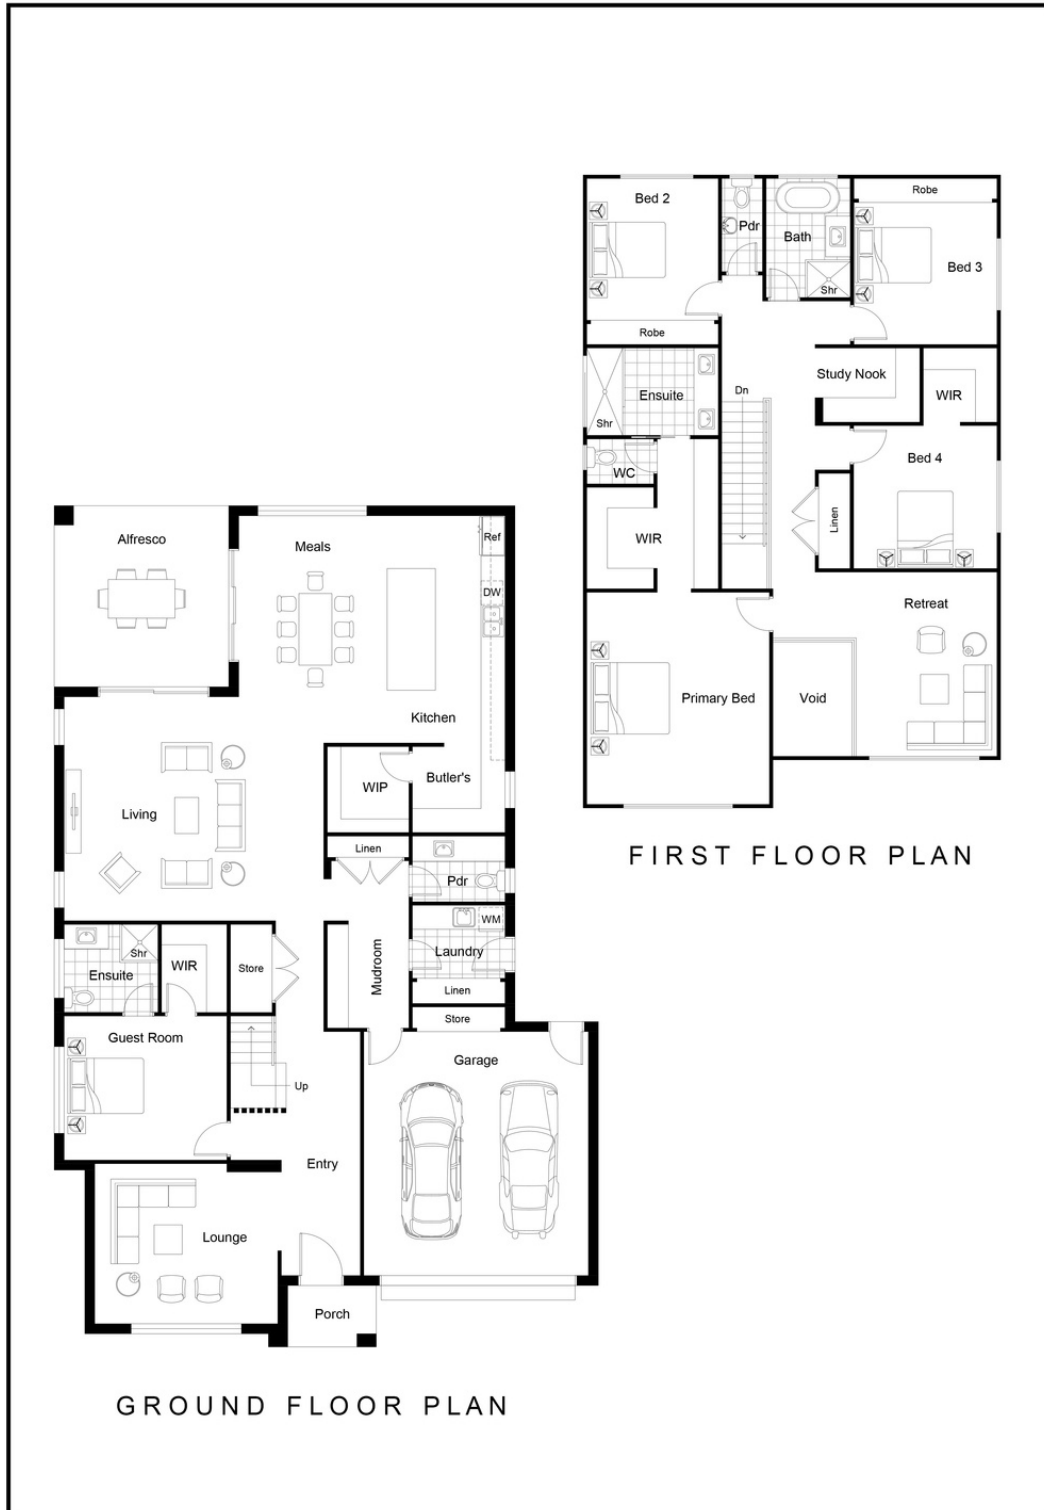 Robe
Bed 2
Pdr
Bath
Bed 3
Shr
Robe
Study Nook
Dn
WIR
Ensuite
Shr
Bed 4
WC
Linen
WIR
Retreat
Primary Bed
Void
FIRST FLOOR PLAN
Alfresco
Meals
Ref
DW
Kitchen
Butler's
WIP
Living
Linen
Pdr
WM
Shr
Laundry
Ensuite
WIR
Store
Mudroom
Linen
Store
Guest Room
Garage
Up
Entry
Lounge
Porch
GROUND FLOOR PLAN